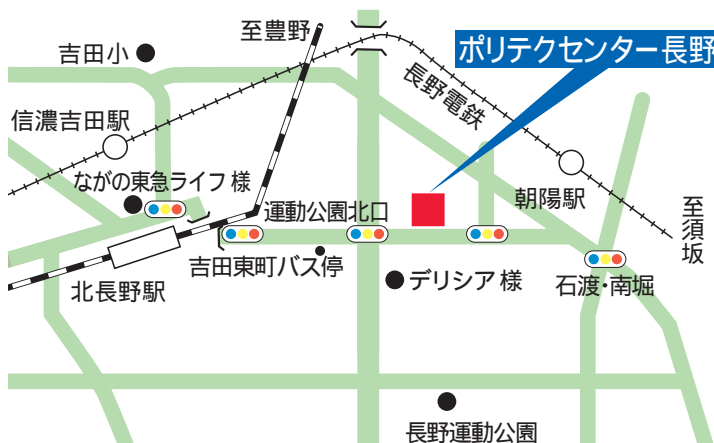 至豊野
吉田小
ポリテクセンター長野
長野電鉄
信濃吉田駅
ながの東急ライフ様
運動公園北口
朝陽駅
至須坂
吉田東町バス停
デリシア様
石渡・南堀
北長野駅
長野運動公園